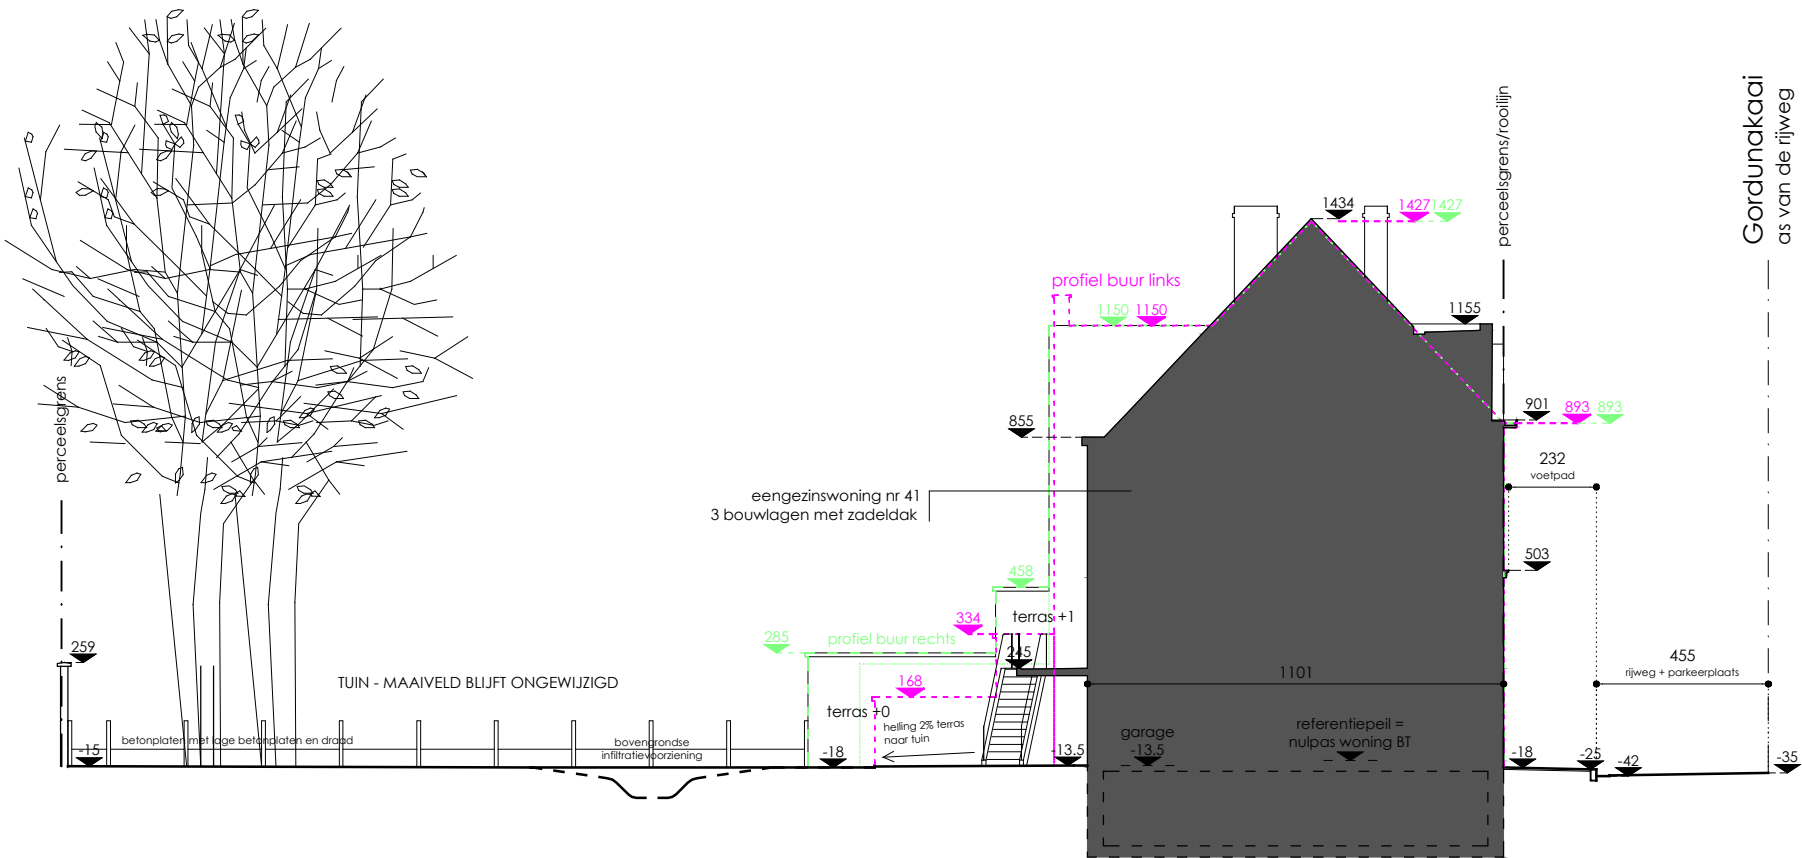 Gordunakaai
as van de rijweg
perceelsgrens/rooilijn
1434
1427
1427
profiel buur links
1150
1150
1155
perceelsgrens
901
893
893
855
232
voetpad
eengezinswoning nr 41
3 bouwlagen met zadeldak
503
458
334
terras +1
285
profiel buur rechts
259
245
455
rijweg + parkeerplaats
1101
TUIN - MAAIVELD BLIJFT ONGEWIJZIGD
168
terras +0
helling 2% terras
naar tuin
garage
-13.5
referentiepeil =
nulpas woning BT
betonplaten met lage betonplaten en draad
bovengrondse
infiltratievoorziening
-15
-18
-13.5
-18
-25
-42
-35